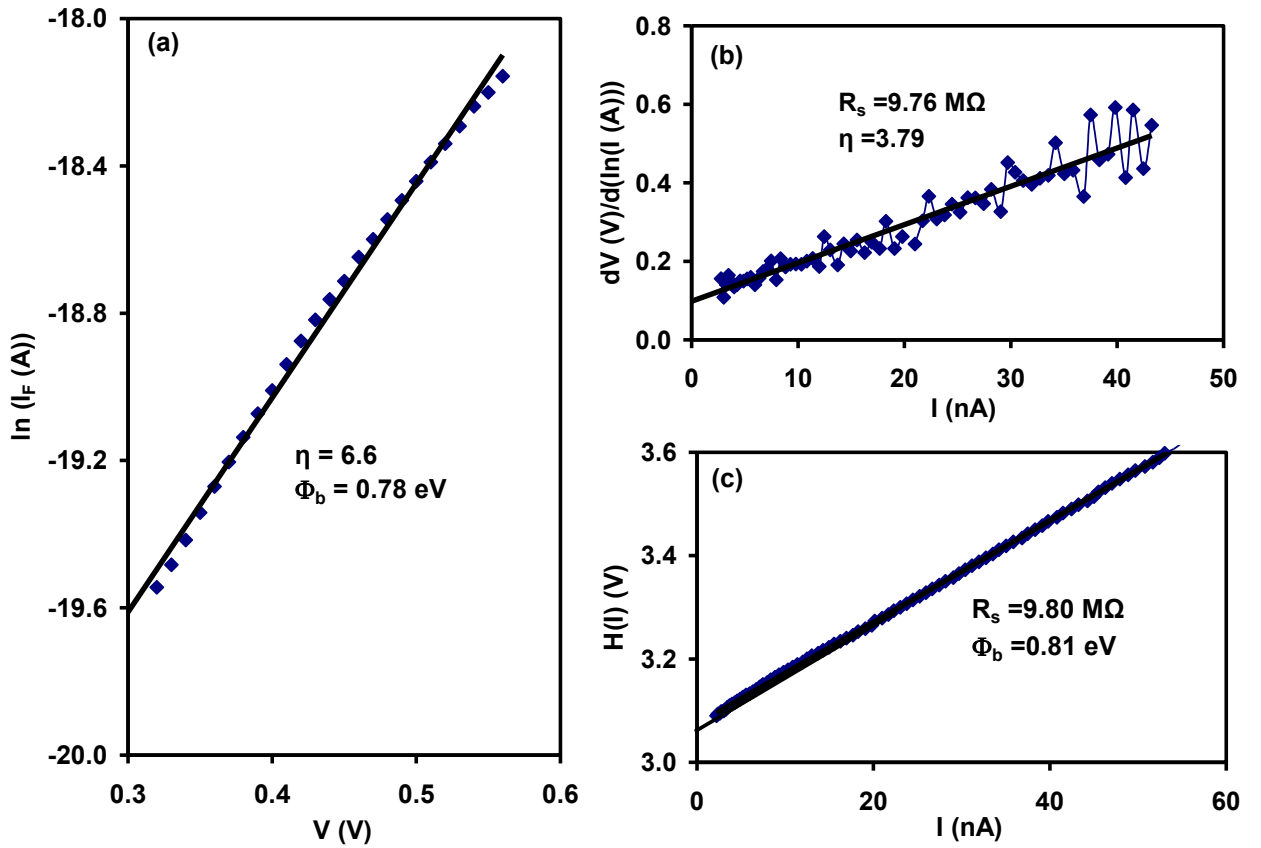 (a)
-18.0
-18.4
-18.8
-19.2
-19.6
-20.0
ln (I_F (A))
η = 6.6
Φ_b = 0.78 eV
0.3 0.4 0.5 0.6
V (V)
(b)
0.8
0.6
0.4
0.2
0.0
dV (V)/d(ln(I (A)))
R_s =9.76 MΩ
η =3.79
0 10 20 30 40 50
I (nA)
(c)
3.6
3.4
3.2
3.0
H(I) (V)
R_s =9.80 MΩ
Φ_b =0.81 eV
0 20 40 60
I (nA)